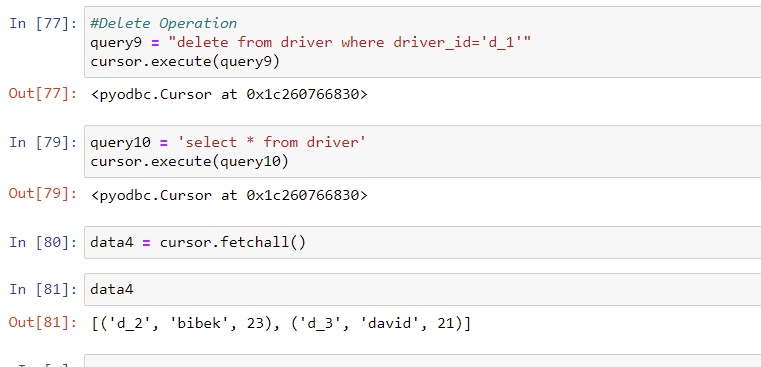 In [77]: #Delete Operation
query9 = "delete from driver where driver_id='d_1'"
cursor.execute(query9)
Out[77]: <pyodbc.Cursor at 0x1c260766830>
In [79]: query10 = 'select * from driver'
cursor.execute(query10)
Out[79]: <pyodbc.Cursor at 0x1c260766830>
In [80]: data4 = cursor.fetchall()
In [81]: data4
Out[81]: [('d_2', 'bibek', 23), ('d_3', 'david', 21)]